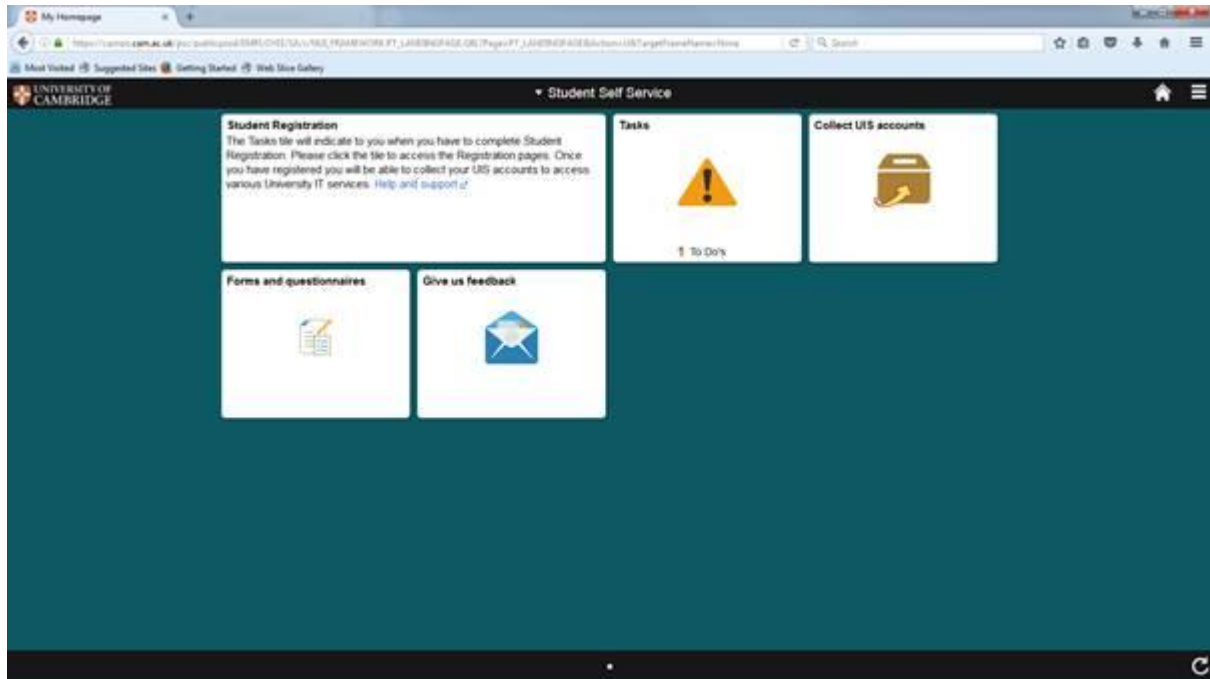 My Homepage
Search
Most Visited Suggested Sites Getting Started Web Slice Gallery
UNIVERSITY OF
CAMBRIDGE
Student Self Service
Student Registration
The Tasks tile will indicate to you when you have to complete Student
Registration. Please click the tile to access the Registration pages. Once
you have registered you will be able to collect your UIS accounts to access
various University IT services. Help and support
Tasks
1 To Do's
Collect UIS accounts
Forms and questionnaires
Give us feedback